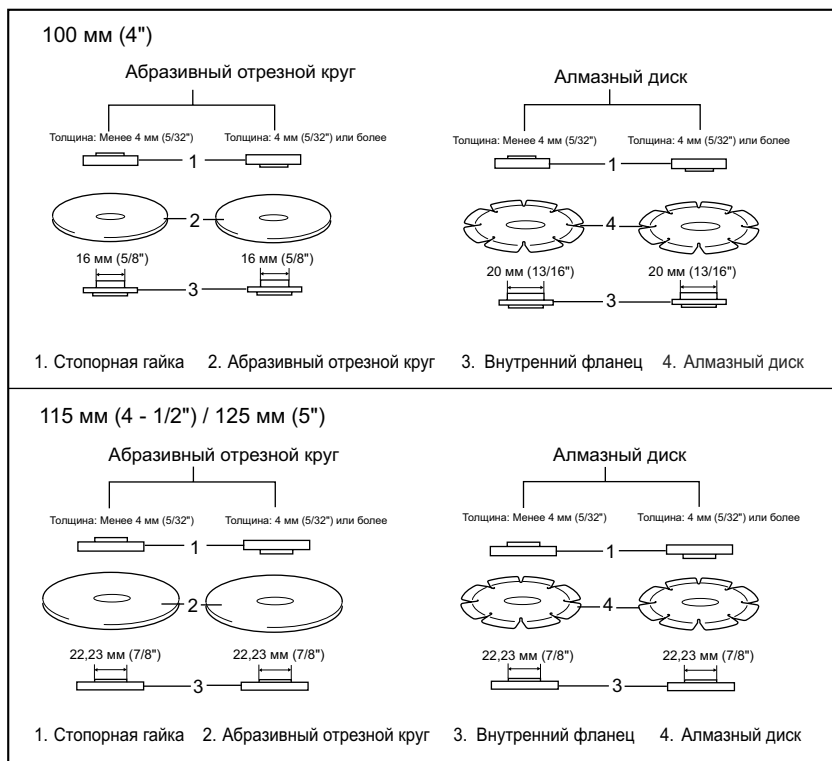 100 мм (4")
Абразивный отрезной круг Алмазный диск
Толщина: Менее 4 мм (5/32") Толщина: 4 мм (5/32") или более Толщина: Менее 4 мм (5/32") Толщина: 4 мм (5/32") или более
1 1
2 4
16 мм (5/8") 16 мм (5/8") 20 мм (13/16") 20 мм (13/16")
3 3
1. Стопорная гайка 2. Абразивный отрезной круг 3. Внутренний фланец 4. Алмазный диск
115 мм (4 - 1/2") / 125 мм (5")
Абразивный отрезной круг Алмазный диск
Толщина: Менее 4 мм (5/32") Толщина: 4 мм (5/32") или более Толщина: Менее 4 мм (5/32") Толщина: 4 мм (5/32") или более
1 1
2 4
22,23 мм (7/8") 22,23 мм (7/8") 22,23 мм (7/8") 22,23 мм (7/8")
3 3
1. Стопорная гайка 2. Абразивный отрезной круг 3. Внутренний фланец 4. Алмазный диск